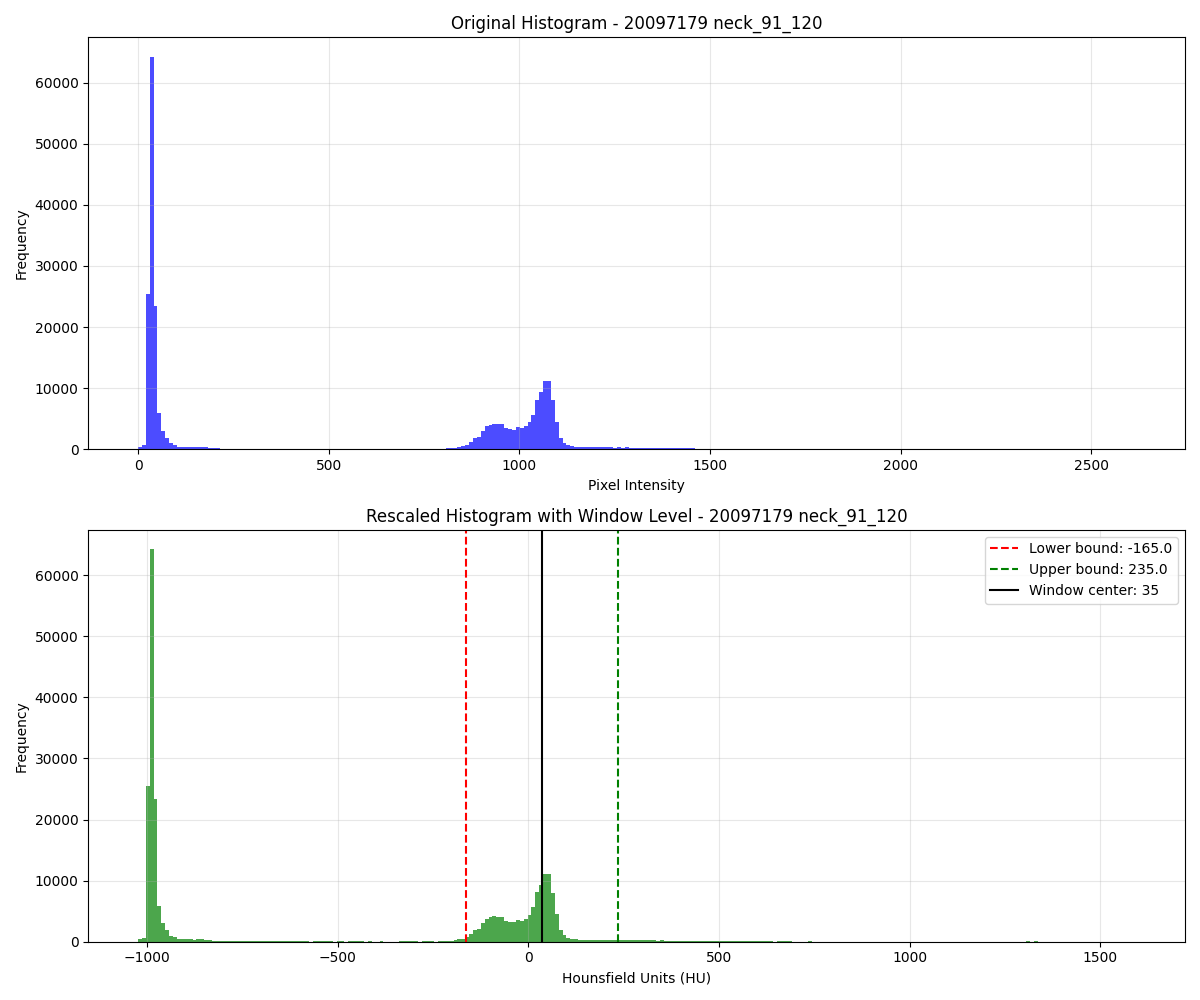 Original Histogram - 20097179 neck_91_120
60000
50000
40000
30000
20000
10000
0
Frequency
0 500 1000 1500 2000 2500
Pixel Intensity
Rescaled Histogram with Window Level - 20097179 neck_91_120
Lower bound: -165.0
Upper bound: 235.0
Window center: 35
60000
50000
40000
30000
20000
10000
0
Frequency
−1000 −500 0 500 1000 1500
Hounsfield Units (HU)